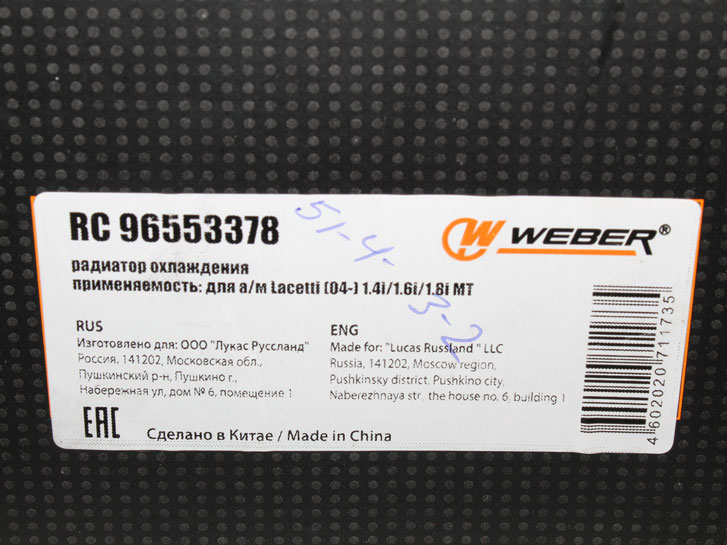 RC 96553378
51-4-
3-2
WEBER®
радиатор охлаждения
применяемость: для а/м Lacetti (04-) 1.4i/1.6i/1.8i MT
RUS
Изготовлено для: ООО "Лукас Руссланд"
Россия, 141202, Московская обл.,
Пушкинский р-н, Пушкино г.,
Набережная ул, дом № 6, помещение 1
ENG
Made for: "Lucas Russland " LLC
Russia, 141202, Moscow region,
Pushkinsky district, Pushkino city,
Naberezhnaya str., the house no. 6, building 1
EAC
Сделано в Китае / Made in China
4602020711735